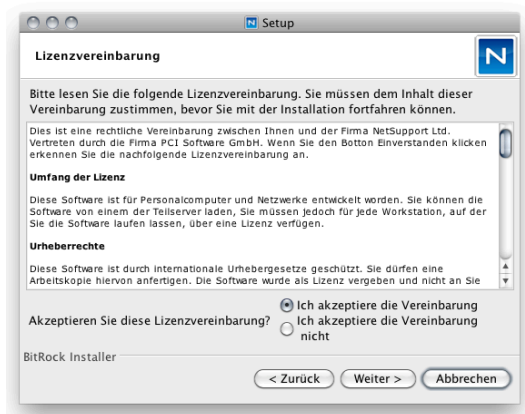 Setup
Lizenzvereinbarung
N
Bitte lesen Sie die folgende Lizenzvereinbarung. Sie müssen dem Inhalt dieser
Vereinbarung zustimmen, bevor Sie mit der Installation fortfahren können.
Dies ist eine rechtliche Vereinbarung zwischen Ihnen und der Firma NetSupport Ltd.
Vertreten durch die Firma PCI Software GmbH. Wenn Sie den Botton Einverstanden klicken
erkennen Sie die nachfolgende Lizenzvereinbarung an.
Umfang der Lizenz
Diese Software ist für Personalcomputer und Netzwerke entwickelt worden. Sie können die
Software von einem der Teilserver laden, Sie müssen jedoch für jede Workstation, auf der
Sie die Software laufen lassen, über eine Lizenz verfügen.
Urheberrechte
Diese Software ist durch internationale Urhebergesetze geschützt. Sie dürfen eine
Arbeitskopie hiervon anfertigen. Die Software wurde als Lizenz vergeben und nicht an Sie
Akzeptieren Sie diese Lizenzvereinbarung?
Ich akzeptiere die Vereinbarung
Ich akzeptiere die Vereinbarung
nicht
BitRock Installer
< Zurück
Weiter >
Abbrechen